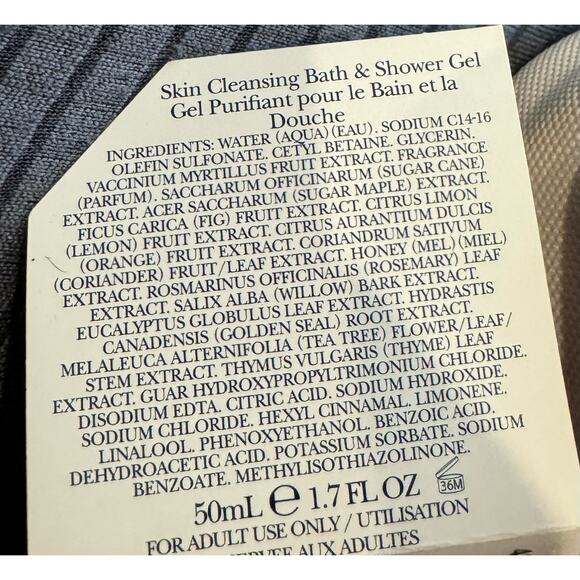 Skin Cleansing Bath & Shower Gel
Gel Purifiant pour le Bain et la
Douche
INGREDIENTS: WATER (AQUA)(EAU). SODIUM C14-16
OLEFIN SULFONATE. CETYL BETAINE. GLYCERIN.
VACCINIUM MYRTILLUS FRUIT EXTRACT. FRAGRANCE
(PARFUM). SACCHARUM OFFICINARUM (SUGAR CANE)
EXTRACT. ACER SACCHARUM (SUGAR MAPLE) EXTRACT.
FICUS CARICA (FIG) FRUIT EXTRACT. CITRUS LIMON
(LEMON) FRUIT EXTRACT. CITRUS AURANTIUM DULCIS
(ORANGE) FRUIT EXTRACT. CORIANDRUM SATIVUM
(CORIANDER) FRUIT/LEAF EXTRACT. HONEY (MEL)(MIEL)
EXTRACT. ROSMARINUS OFFICINALIS (ROSEMARY) LEAF
EXTRACT. SALIX ALBA (WILLOW) BARK EXTRACT.
EUCALYPTUS GLOBULUS LEAF EXTRACT. HYDRASTIS
CANADENSIS (GOLDEN SEAL) ROOT EXTRACT.
MELALEUCA ALTERNIFOLIA (TEA TREE) FLOWER/LEAF/
STEM EXTRACT. THYMUS VULGARIS (THYME) LEAF
EXTRACT. GUAR HYDROXYPROPYLTRIMONIUM CHLORIDE.
DISODIUM EDTA. CITRIC ACID. SODIUM HYDROXIDE.
SODIUM CHLORIDE. HEXYL CINNAMAL. LIMONENE.
LINALOOL. PHENOXYETHANOL. BENZOIC ACID.
DEHYDROACETIC ACID. POTASSIUM SORBATE. SODIUM
BENZOATE. METHYLISOTHIAZOLINONE.
50mL e 1.7 FL OZ 36M
FOR ADULT USE ONLY / UTILISATION
AUX ADULTES